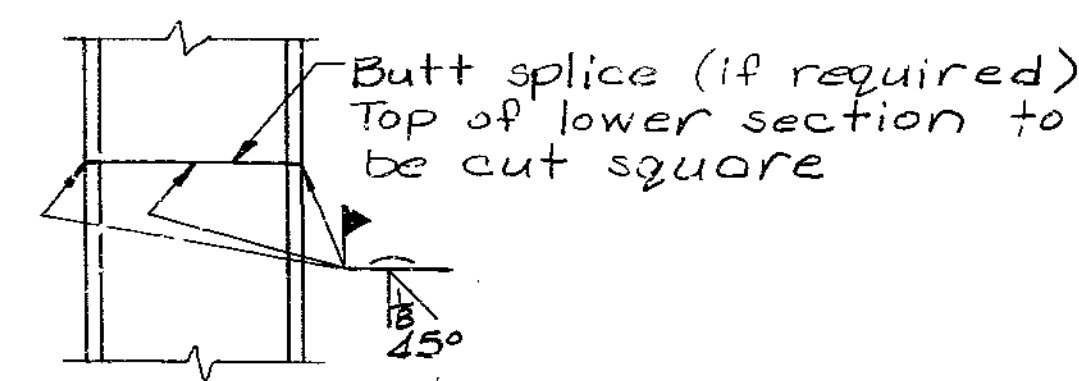 Butt splice (if required)
Top of lower section to
be cut square
1/8
45°